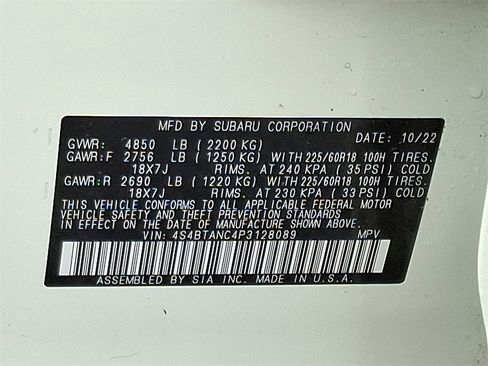 MFD BY SUBARU CORPORATION
GVWR: 4850 LB (2200 KG) DATE: 10/22
GAWR:F 2756 LB (1250 KG) WITH 225/60R18 100H TIRES.
18X7J RIMS. AT 240 KPA ( 35 PSI) COLD
GAWR:R 2690 LB (1220 KG) WITH 225/60R18 100H TIRES.
18X7J RIMS. AT 230 KPA ( 33 PSI) COLD
THIS VEHICLE CONFORMS TO ALL APPLICABLE FEDERAL MOTOR
VEHICLE SAFETY AND THEFT PREVENTION STANDARDS
IN EFFECT ON THE DATE OF MANUFACTURE SHOWN ABOVE.
VIN: 4S4BTANC4P3128089 MPV
ASSEMBLED BY SIA INC. MADE IN U.S.A.